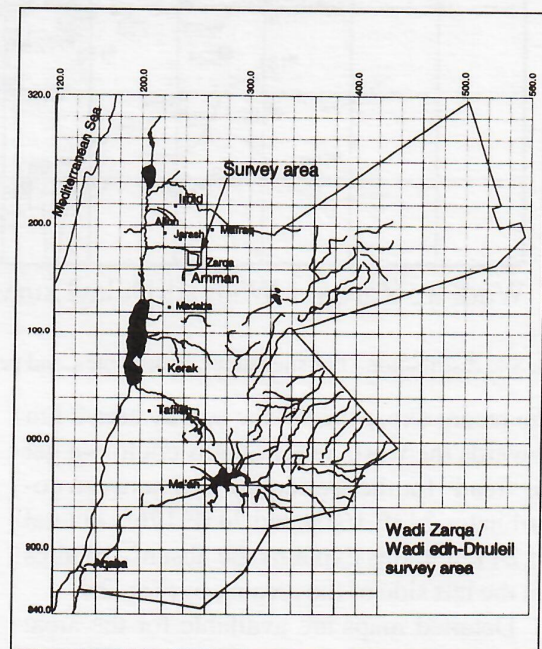 120.0
200.0
300.0
400.0
500.0
560.0
320.0
Mediterranean Sea
Survey area
Irbid
Ajlon
Jarash
Mafraq
200.0
Zarqa
Amman
Madaba
100.0
Kerak
Tafilah
000.0
Ma'an
Wadi Zarqa /
Wadi edh-Dhuleil
survey area
900.0
Aqaba
840.0